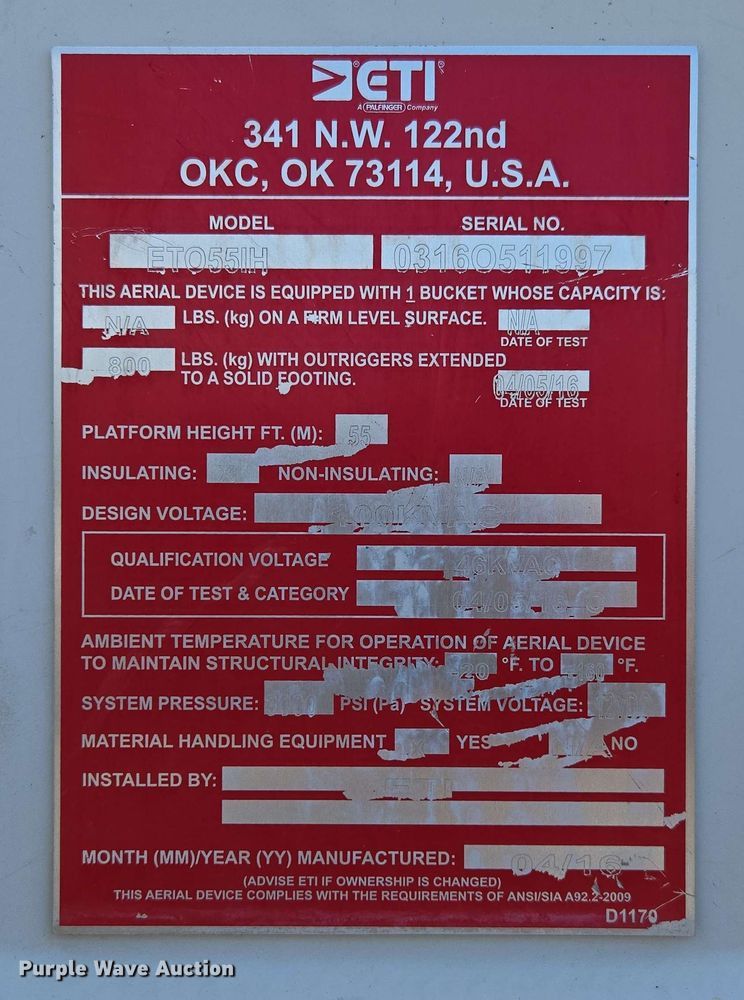 ETI
A PALFINGER Company
341 N.W. 122nd
OKC, OK 73114, U.S.A.
MODEL SERIAL NO.
ETO55IH 0316O511997
THIS AERIAL DEVICE IS EQUIPPED WITH 1 BUCKET WHOSE CAPACITY IS:
N/A LBS. (kg) ON A FIRM LEVEL SURFACE. N/A
DATE OF TEST
800 LBS. (kg) WITH OUTRIGGERS EXTENDED
TO A SOLID FOOTING. 04/05/16
DATE OF TEST
PLATFORM HEIGHT FT. (M): 55
INSULATING: NON-INSULATING:
DESIGN VOLTAGE: 100KVAC
QUALIFICATION VOLTAGE 46KVAC
DATE OF TEST & CATEGORY 04/05/16 C
AMBIENT TEMPERATURE FOR OPERATION OF AERIAL DEVICE
TO MAINTAIN STRUCTURAL INTEGRITY: -20 °F. TO °F.
SYSTEM PRESSURE: PSI (Pa) SYSTEM VOLTAGE:
MATERIAL HANDLING EQUIPMENT X YES NO
INSTALLED BY: ETI
MONTH (MM)/YEAR (YY) MANUFACTURED: 04/16
(ADVISE ETI IF OWNERSHIP IS CHANGED)
THIS AERIAL DEVICE COMPLIES WITH THE REQUIREMENTS OF ANSI/SIA A92.2-2009
D1170
Purple Wave Auction